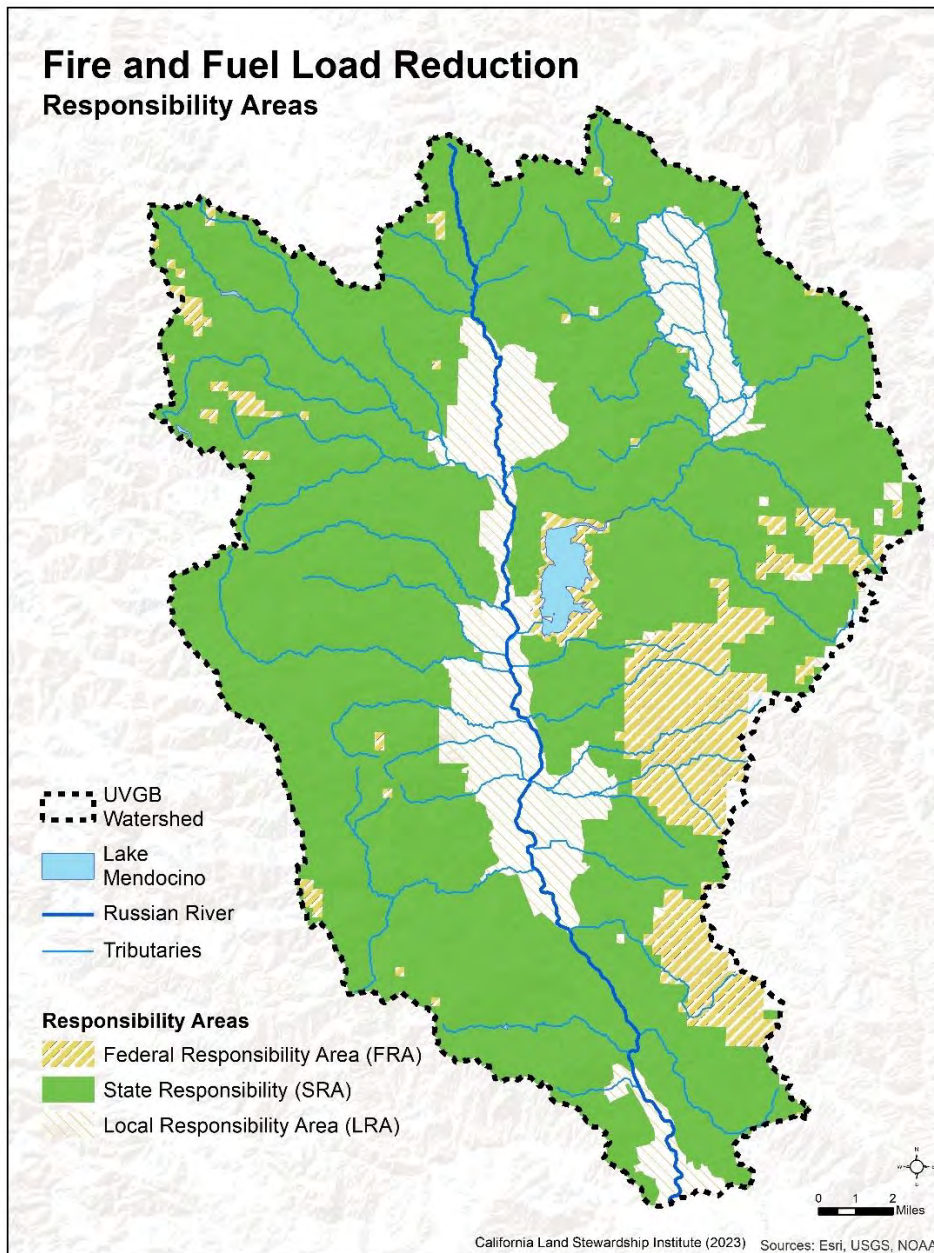 Fire and Fuel Load Reduction
Responsibility Areas
UVGB
Watershed
Lake
Mendocino
Russian River
Tributaries
Responsibility Areas
Federal Responsibility Area (FRA)
State Responsibility (SRA)
Local Responsibility Area (LRA)
N
W
S
0 1 2
Miles
California Land Stewardship Institute (2023) Sources: Esri, USGS, NOAA